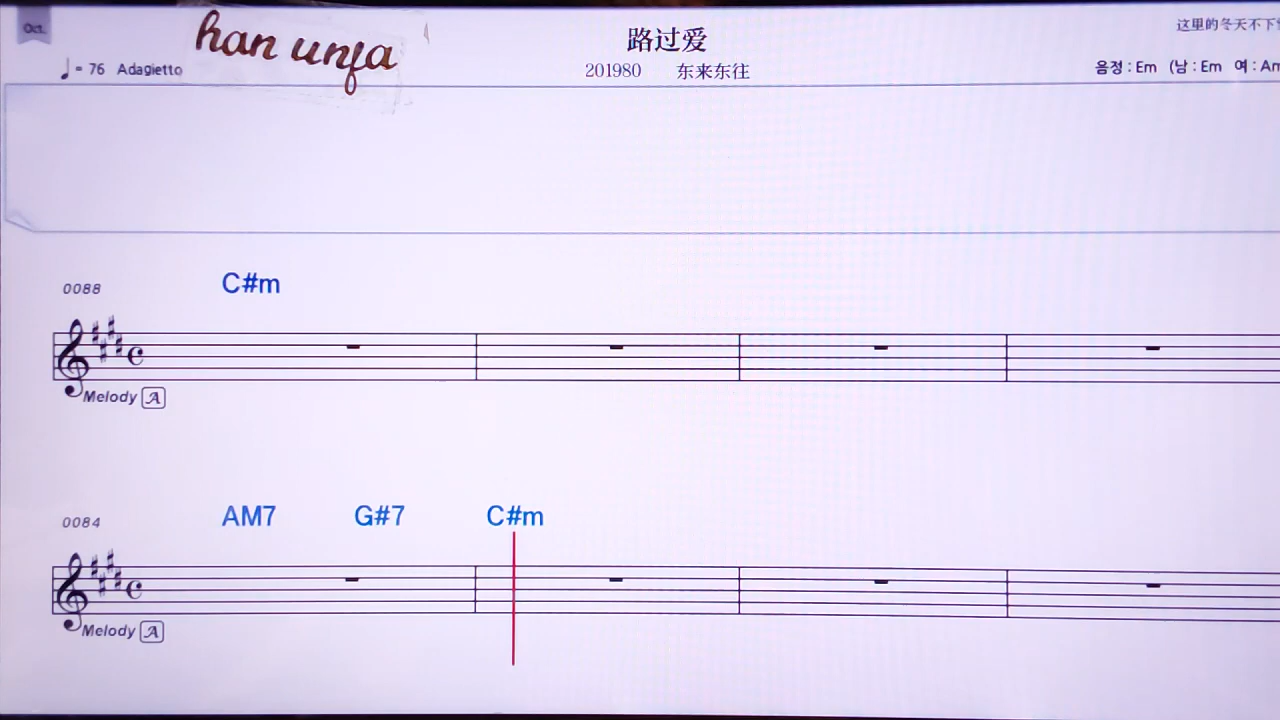 Oct.
han unfa
路过爱
这里的冬天不下
♩= 76 Adagietto
201980 东来东往
음정 : Em (남 : Em 여 : Am
0088 C#m
C
Melody A
0084 AM7 G#7 C#m
C
Melody A